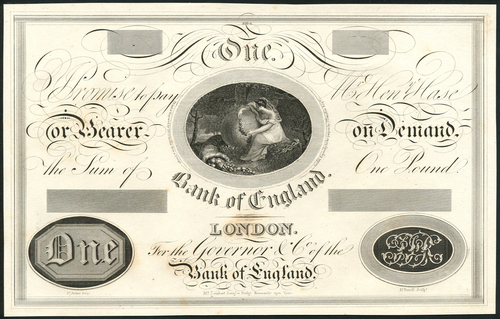 One.
I Promise to pay Mr. Henry Hase
or Bearer on Demand.
the Sum of One Pound
Bank of England.
LONDON.
For the Governor & Co. of the
Bank of England
One